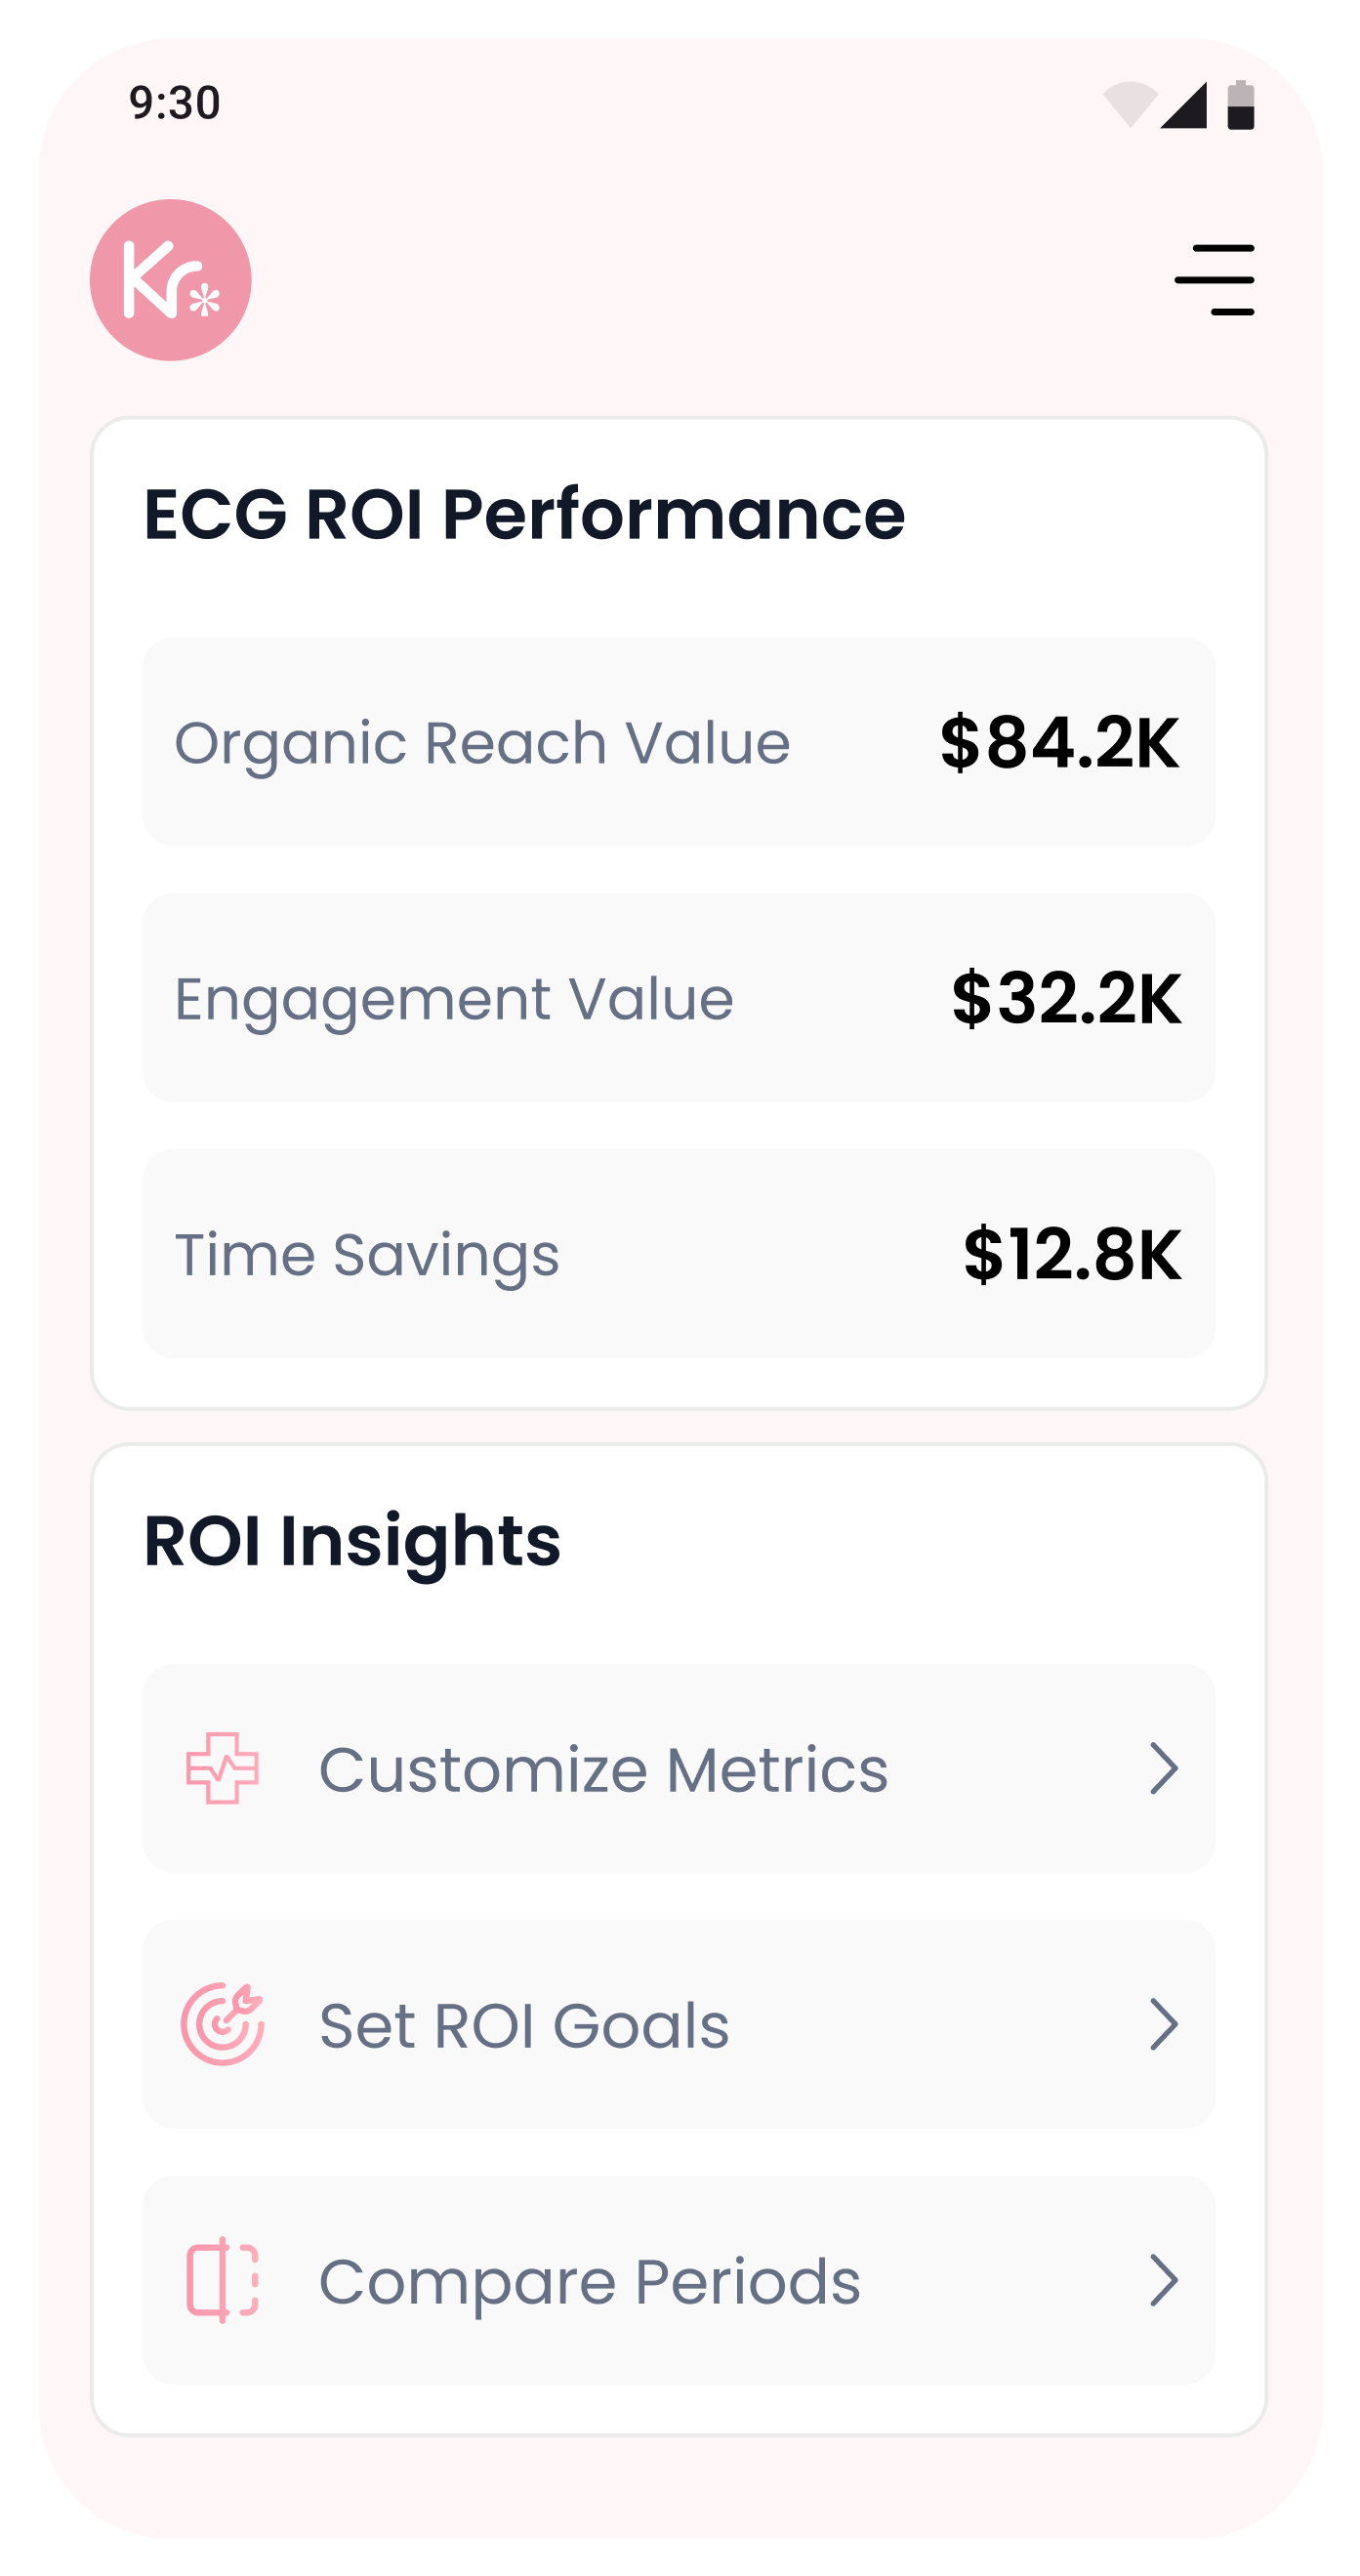 9:30
Kr*
ECG ROI Performance
Organic Reach Value $84.2K
Engagement Value $32.2K
Time Savings $12.8K
ROI Insights
Customize Metrics
Set ROI Goals
Compare Periods